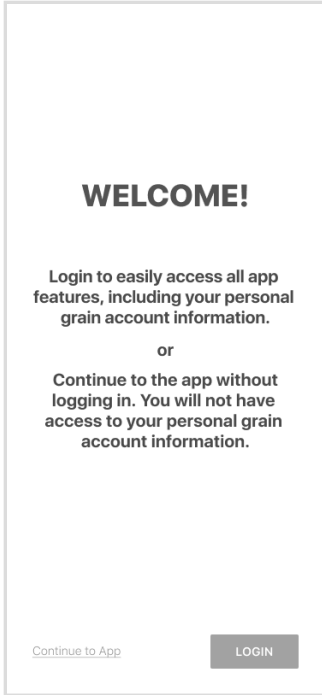 WELCOME!
Login to easily access all app
features, including your personal
grain account information.
or
Continue to the app without
logging in. You will not have
access to your personal grain
account information.
Continue to App
LOGIN